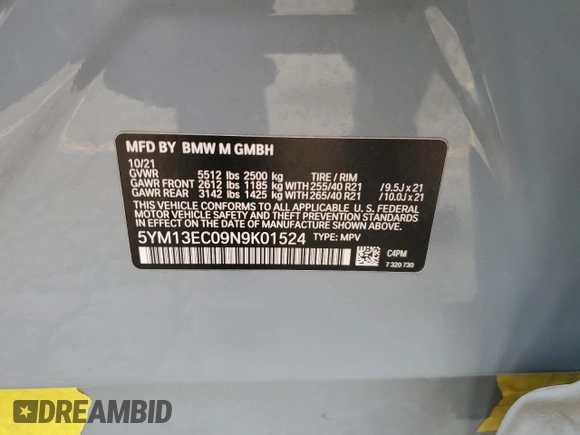 MFD BY BMW M GMBH
10/21
GVWR 5512 lbs 2500 kg TIRE / RIM
GAWR FRONT 2612 lbs 1185 kg WITH 255/40 R21 / 9.5J x 21
GAWR REAR 3142 lbs 1425 kg WITH 265/40 R21 / 10.0J x 21
THIS VEHICLE CONFORMS TO ALL APPLICABLE U. S. FEDERAL
MOTOR VEHICLE SAFETY, BUMPER, AND THEFT PREVENTION
STANDARDS IN EFFECT ON THE DATE OF MANUFACTURE SHOWN ABOVE.
5YM13EC09N9K01524 TYPE: MPV
C4PM
7 320 730
DREAMBID